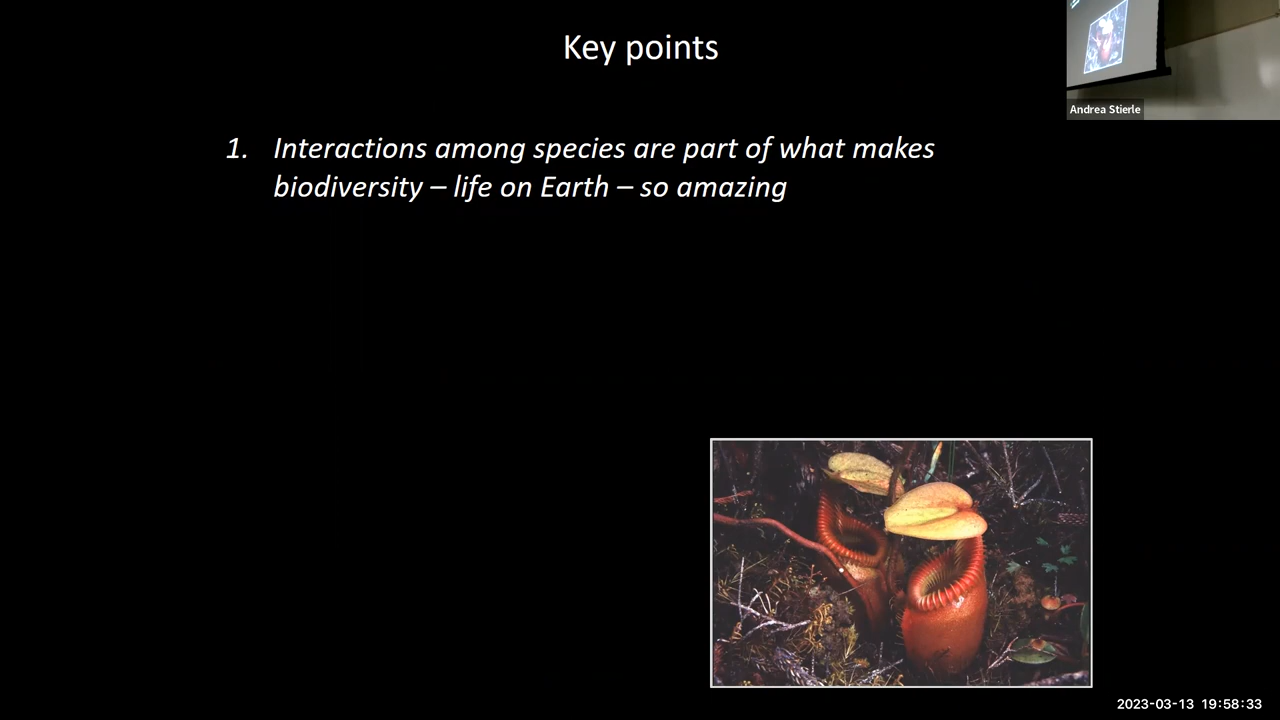 Key points
Andrea Stierle
1. Interactions among species are part of what makes
biodiversity – life on Earth – so amazing
2023-03-13 19:58:33